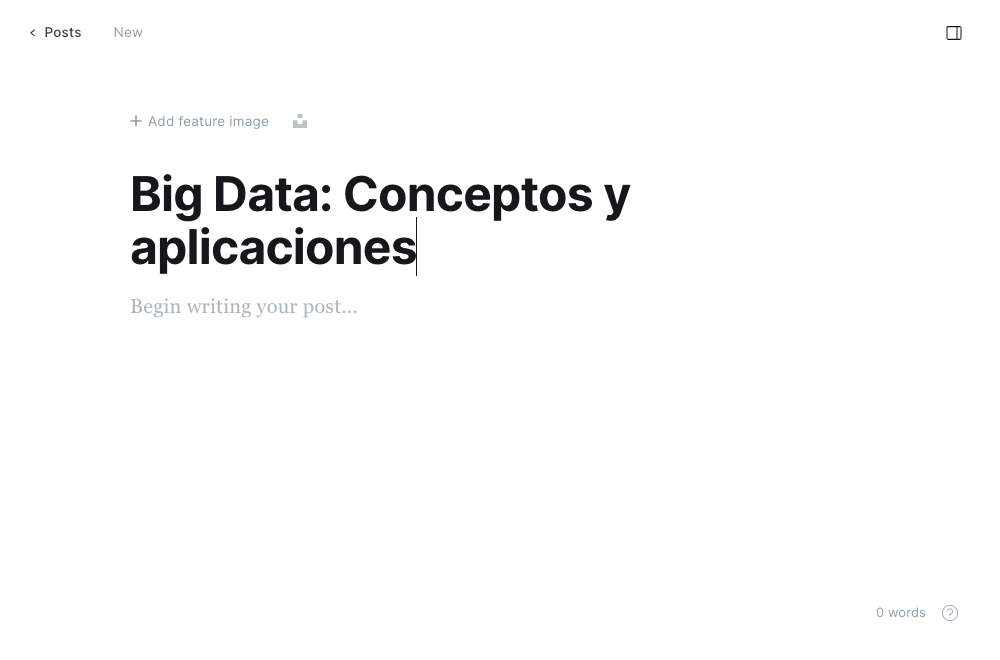 Posts New
Add feature image
Big Data: Conceptos y
aplicaciones
Begin writing your post...
0 words ?